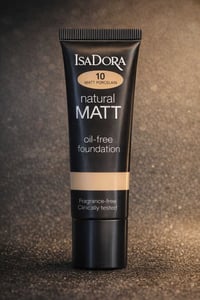 IsaDora
10
MATT PORCELAIN
natural
MATT
oil-free
foundation
Fragrance-free
Clinically tested